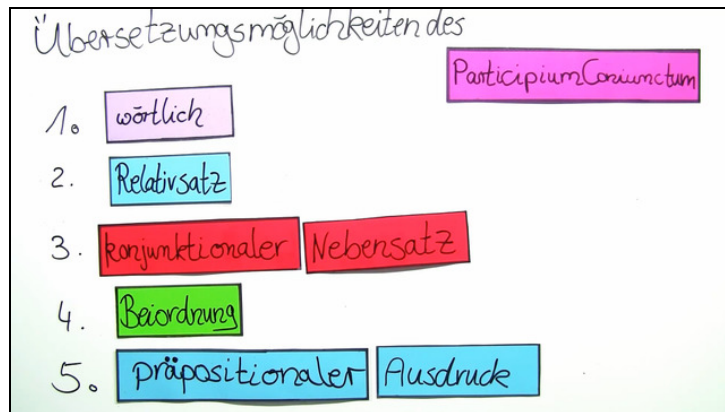 Übersetzungsmöglichkeiten des
Participium Coniunctum
1. wörtlich
2. Relativsatz
3. konjunktionaler Nebensatz
4. Beiordnung
5. präpositionaler Ausdruck